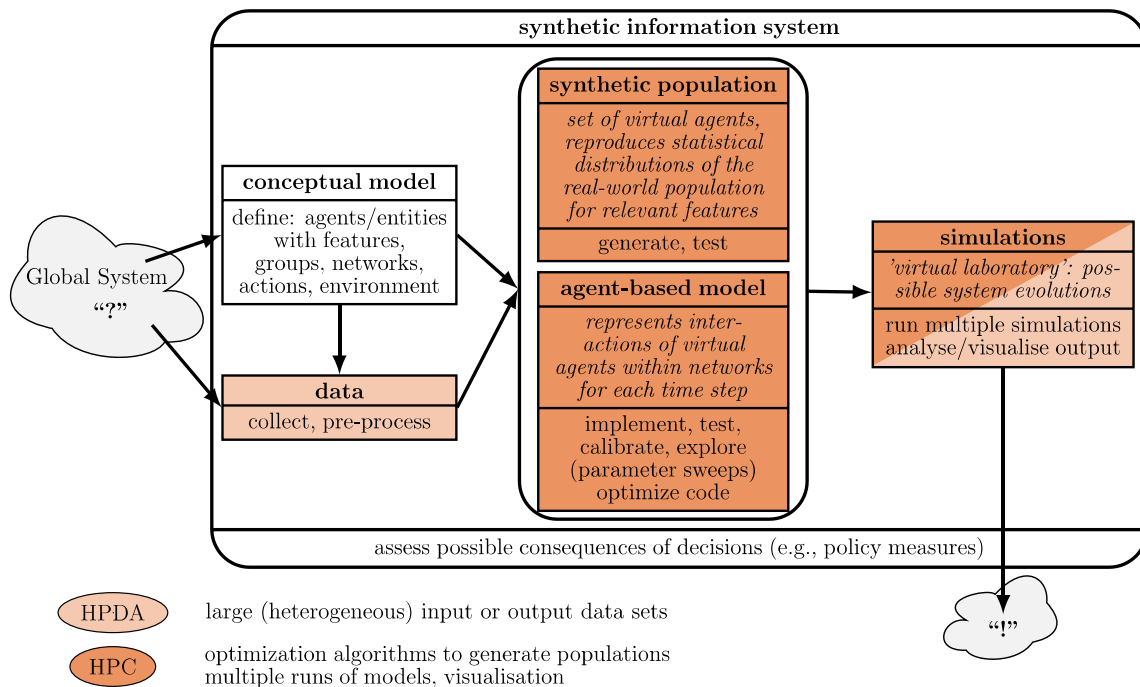 synthetic information system
Global System
“?”
conceptual model
define: agents/entities
with features,
groups, networks,
actions, environment
data
collect, pre-process
synthetic population
set of virtual agents,
reproduces statistical
distributions of the
real-world population
for relevant features
generate, test
agent-based model
represents inter-
actions of virtual
agents within networks
for each time step
implement, test,
calibrate, explore
(parameter sweeps)
optimize code
simulations
'virtual laboratory': pos-
sible system evolutions
run multiple simulations
analyse/visualise output
assess possible consequences of decisions (e.g., policy measures)
“!”
HPDA
large (heterogeneous) input or output data sets
HPC
optimization algorithms to generate populations
multiple runs of models, visualisation